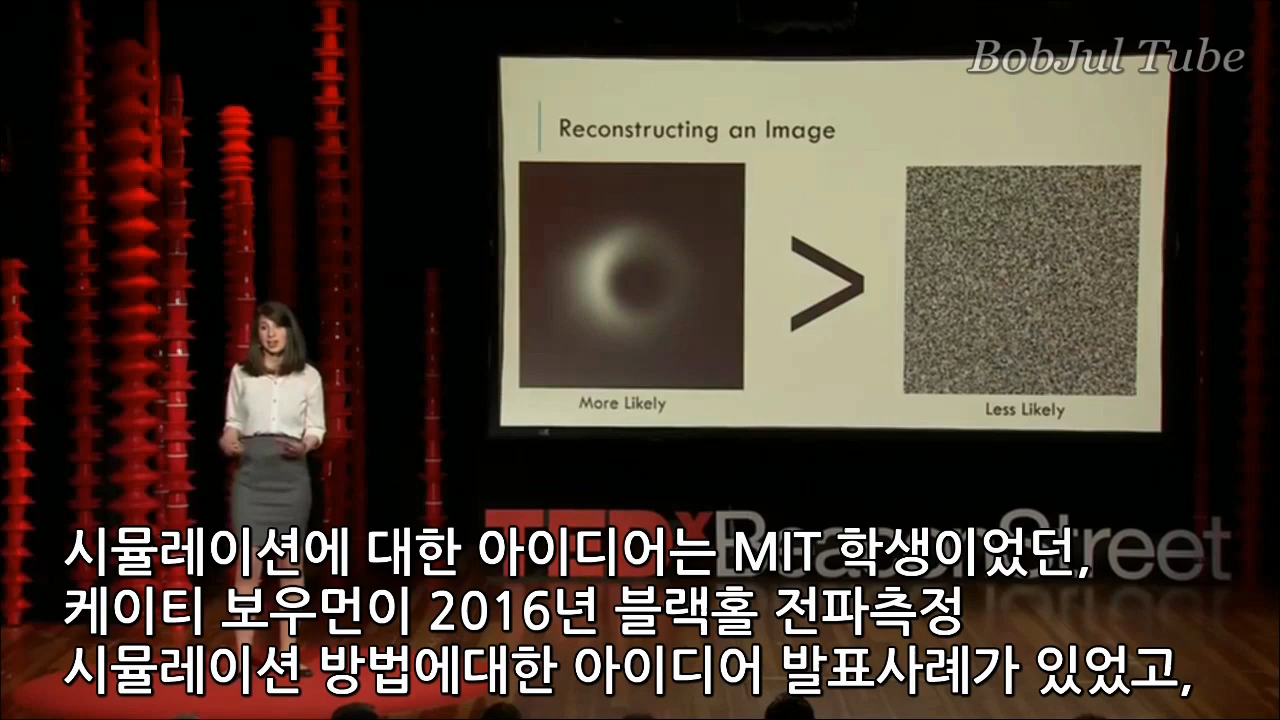 BobJul Tube
Reconstructing an Image
>
More Likely
Less Likely
TEDxBeaconStreet
시뮬레이션에 대한 아이디어는 MIT 학생이었던,
케이티 보우먼이 2016년 블랙홀 전파측정
시뮬레이션 방법에대한 아이디어 발표사례가 있었고,